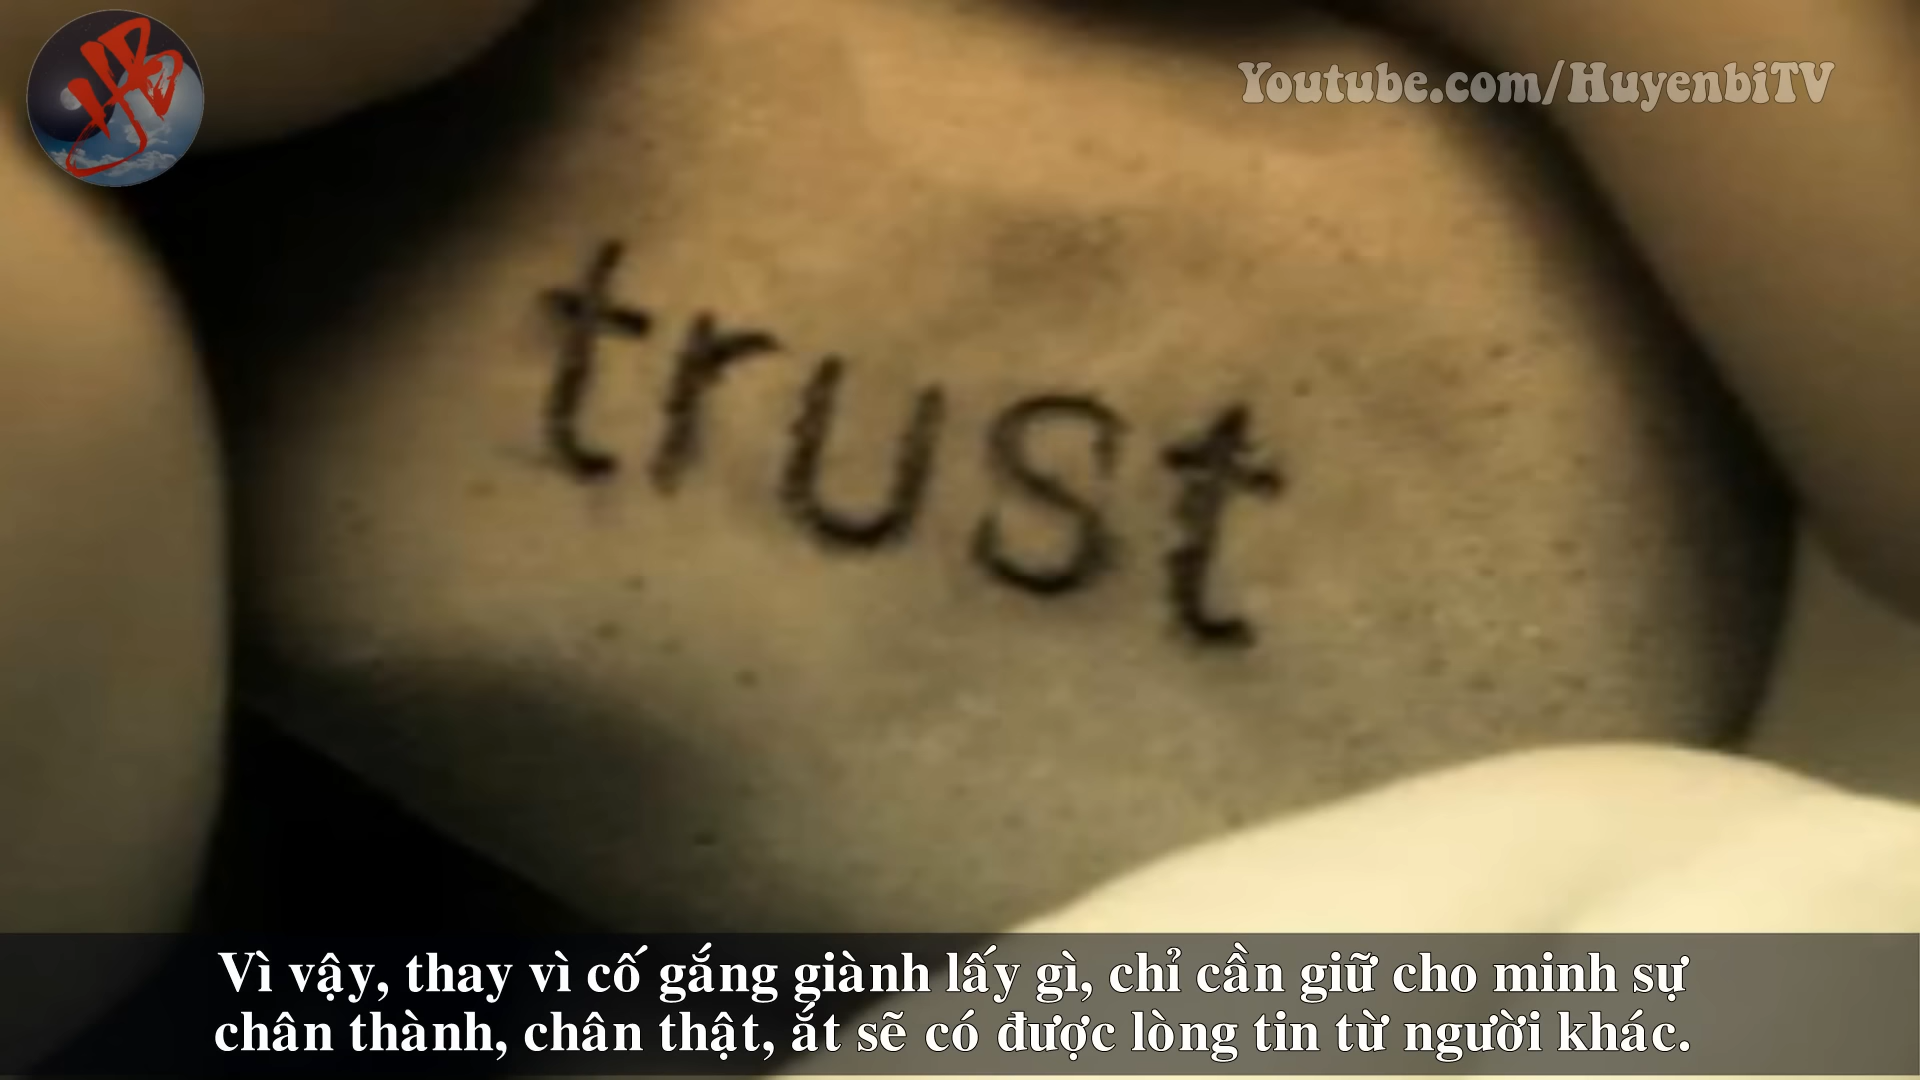 Youtube.com/HuyenbiTV
trust
Vì vậy, thay vì cố gắng giành lấy gì, chỉ cần giữ cho minh sự
chân thành, chân thật, ắt sẽ có được lòng tin từ người khác.